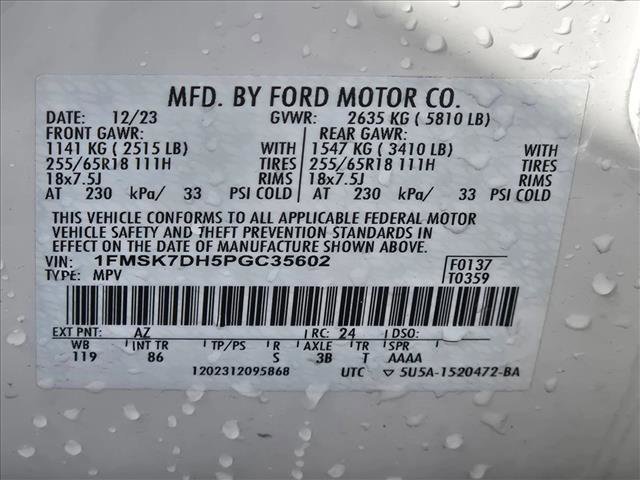 MFD. BY FORD MOTOR CO.
DATE: 12/23 GVWR: 2635 KG ( 5810 LB)
FRONT GAWR: REAR GAWR:
1141 KG ( 2515 LB) WITH 1547 KG ( 3410 LB) WITH
255/65R18 111H TIRES 255/65R18 111H TIRES
18x7.5J RIMS 18x7.5J RIMS
AT 230 kPa/ 33 PSI COLD AT 230 kPa/ 33 PSI COLD
THIS VEHICLE CONFORMS TO ALL APPLICABLE FEDERAL MOTOR
VEHICLE SAFETY AND THEFT PREVENTION STANDARDS IN
EFFECT ON THE DATE OF MANUFACTURE SHOWN ABOVE.
VIN: 1FMSK7DH5PGC35602 F0137
TYPE: MPV T0359
EXT PNT: AZ RC: 24 DSO:
WB INT TR TP/PS R AXLE TR SPR
119 86 S 3B T AAAA
1202312095868 UTC ▽ 5U5A-1520472-BA